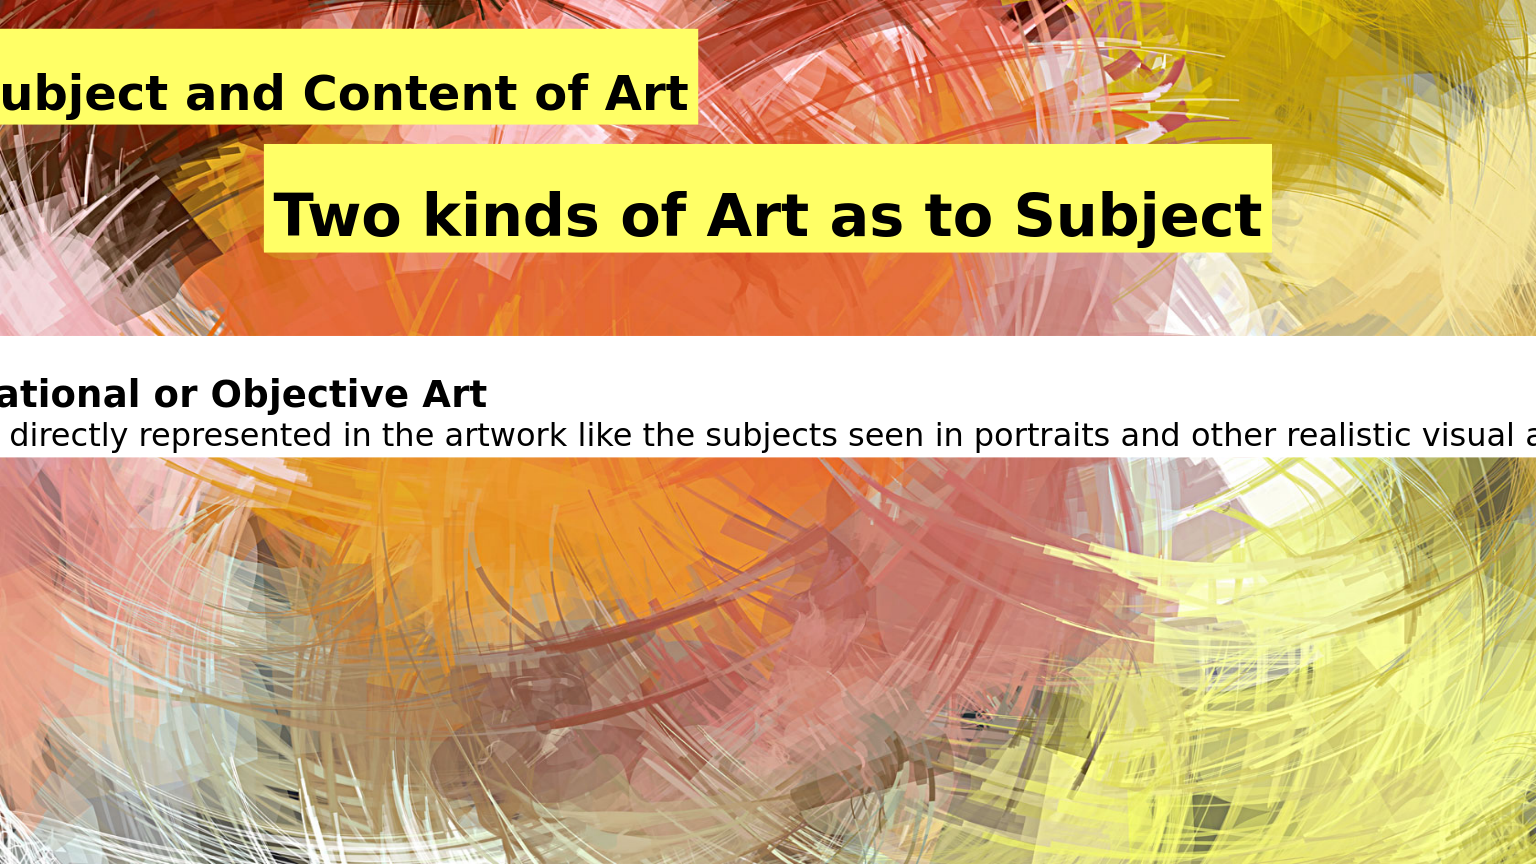 ubject and Content of Art
Two kinds of Art as to Subject
ational or Objective Art
directly represented in the artwork like the subjects seen in portraits and other realistic visual a